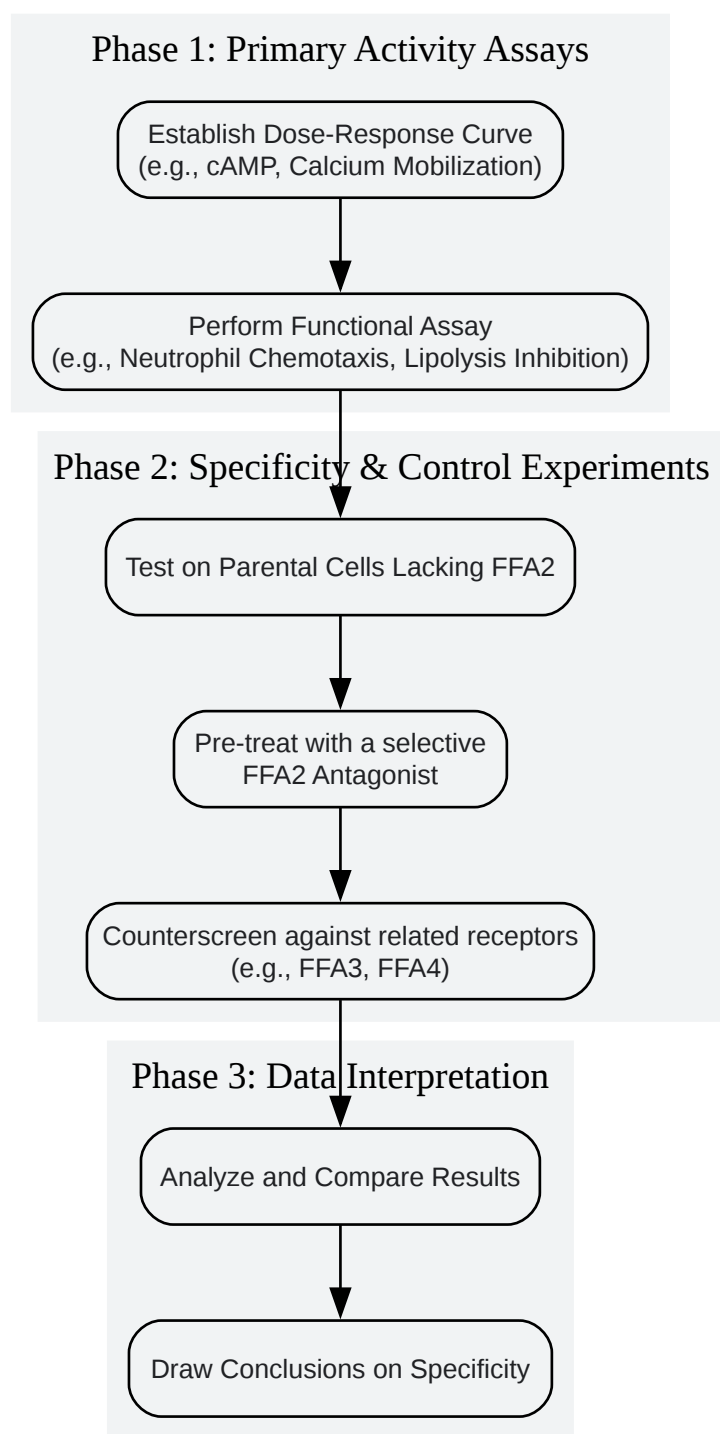 Phase 1: Primary Activity Assays
Establish Dose-Response Curve
(e.g., cAMP, Calcium Mobilization)
Perform Functional Assay
(e.g., Neutrophil Chemotaxis, Lipolysis Inhibition)
Phase 2: Specificity & Control Experiments
Test on Parental Cells Lacking FFA2
Pre-treat with a selective
FFA2 Antagonist
Counterscreen against related receptors
(e.g., FFA3, FFA4)
Phase 3: Data Interpretation
Analyze and Compare Results
Draw Conclusions on Specificity